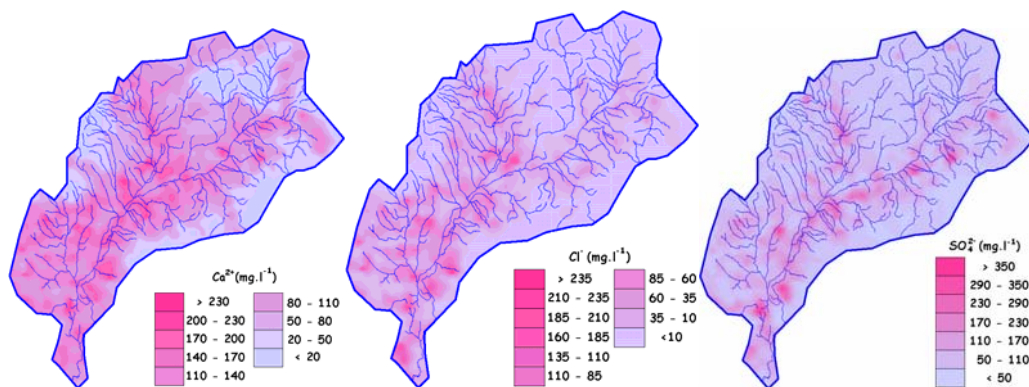 Ca²⁺(mg.l⁻¹)
> 230
200 - 230
170 - 200
140 - 170
110 - 140
80 - 110
50 - 80
20 - 50
< 20
Cl⁻ (mg.l⁻¹)
> 235
210 - 235
185 - 210
160 - 185
135 - 110
110 - 85
85 - 60
60 - 35
35 - 10
<10
SO₄²⁻ (mg.l⁻¹)
> 350
290 - 350
230 - 290
170 - 230
110 - 170
50 - 110
< 50